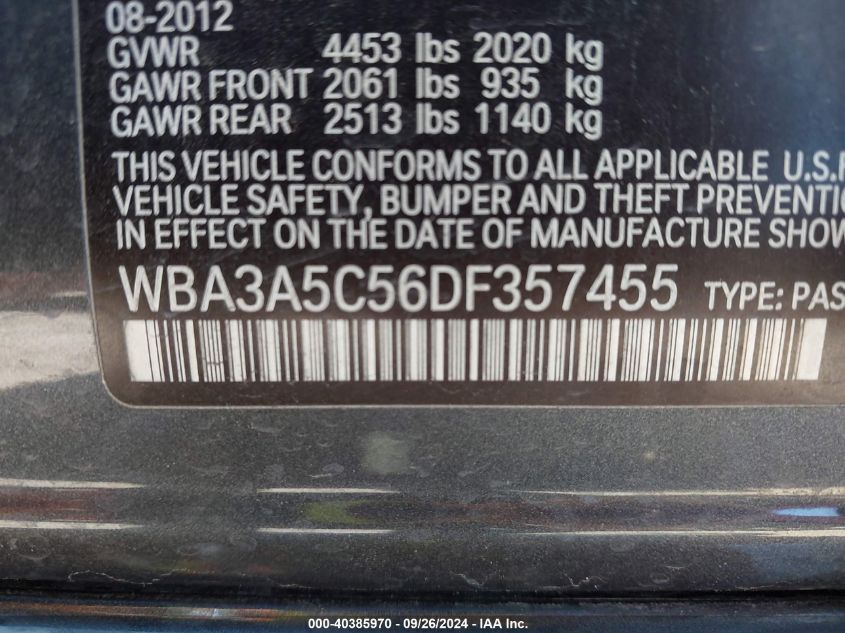 08-2012
GVWR 4453 lbs 2020 kg
GAWR FRONT 2061 lbs 935 kg
GAWR REAR 2513 lbs 1140 kg
THIS VEHICLE CONFORMS TO ALL APPLICABLE U.S.F
VEHICLE SAFETY, BUMPER AND THEFT PREVENTIO
IN EFFECT ON THE DATE OF MANUFACTURE SHOW
WBA3A5C56DF357455 TYPE: PAS
000-40385970 - 09/26/2024 - IAA Inc.